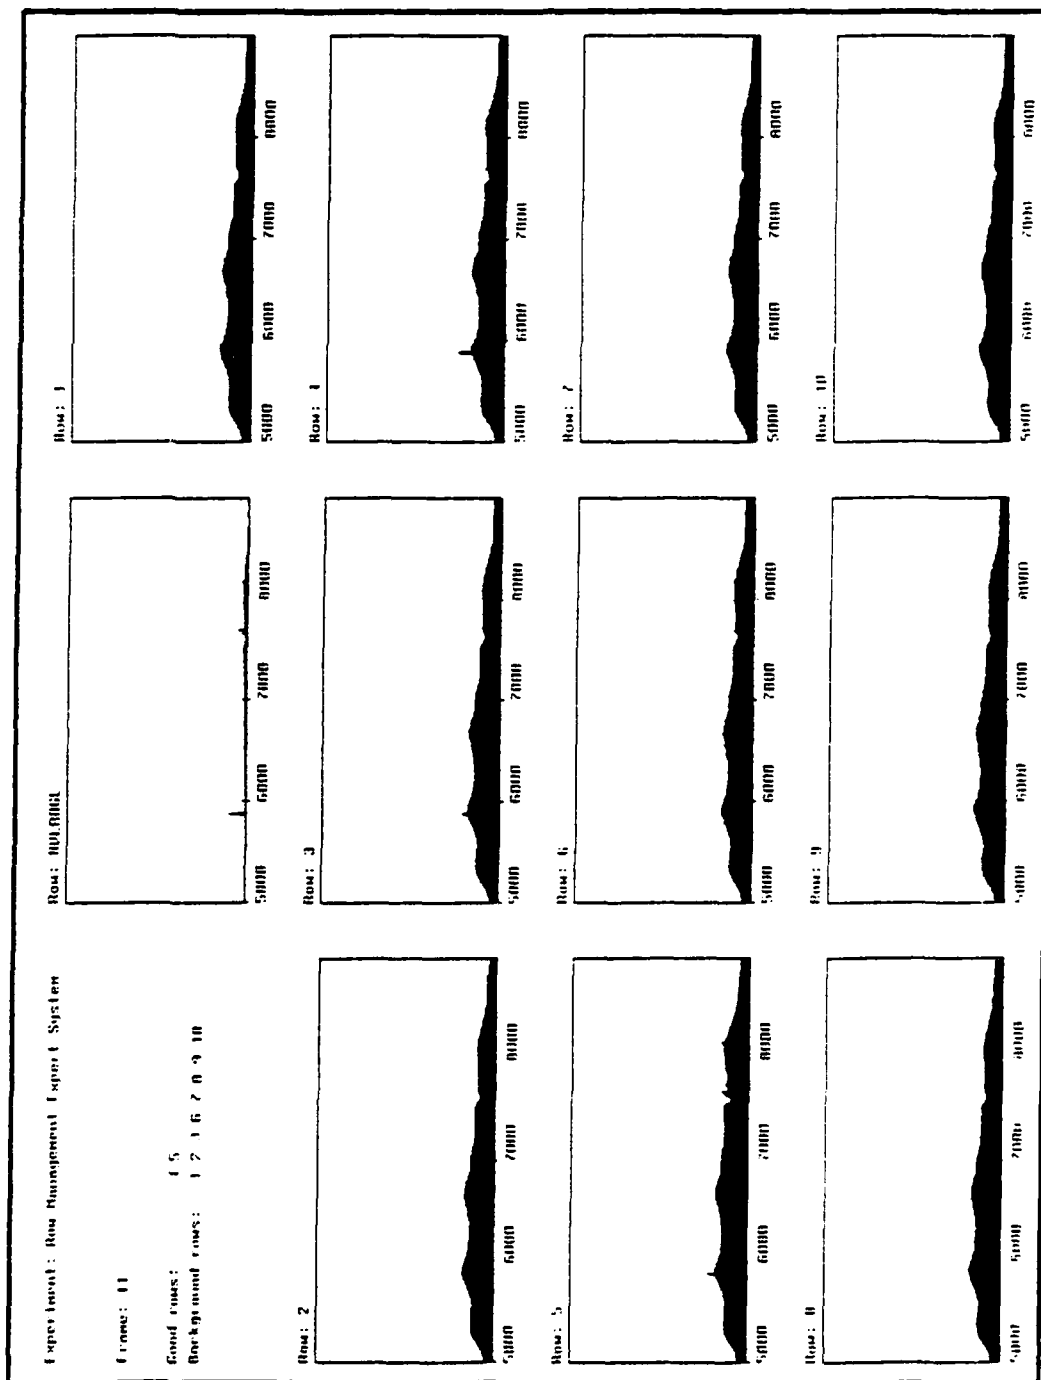 Experiment: Row Management Expert System
Frame: 11
Good rows: 4 5
Background rows: 1 2 3 6 7 8 9 10
Row: AVERAGE
5000 6000 7000 8000
Row: 1
5000 6000 7000 8000
Row: 2
5000 6000 7000 8000
Row: 3
5000 6000 7000 8000
Row: 4
5000 6000 7000 8000
Row: 5
5000 6000 7000 8000
Row: 6
5000 6000 7000 8000
Row: 7
5000 6000 7000 8000
Row: 8
5000 6000 7000 8000
Row: 9
5000 6000 7000 8000
Row: 10
5000 6000 7000 8000